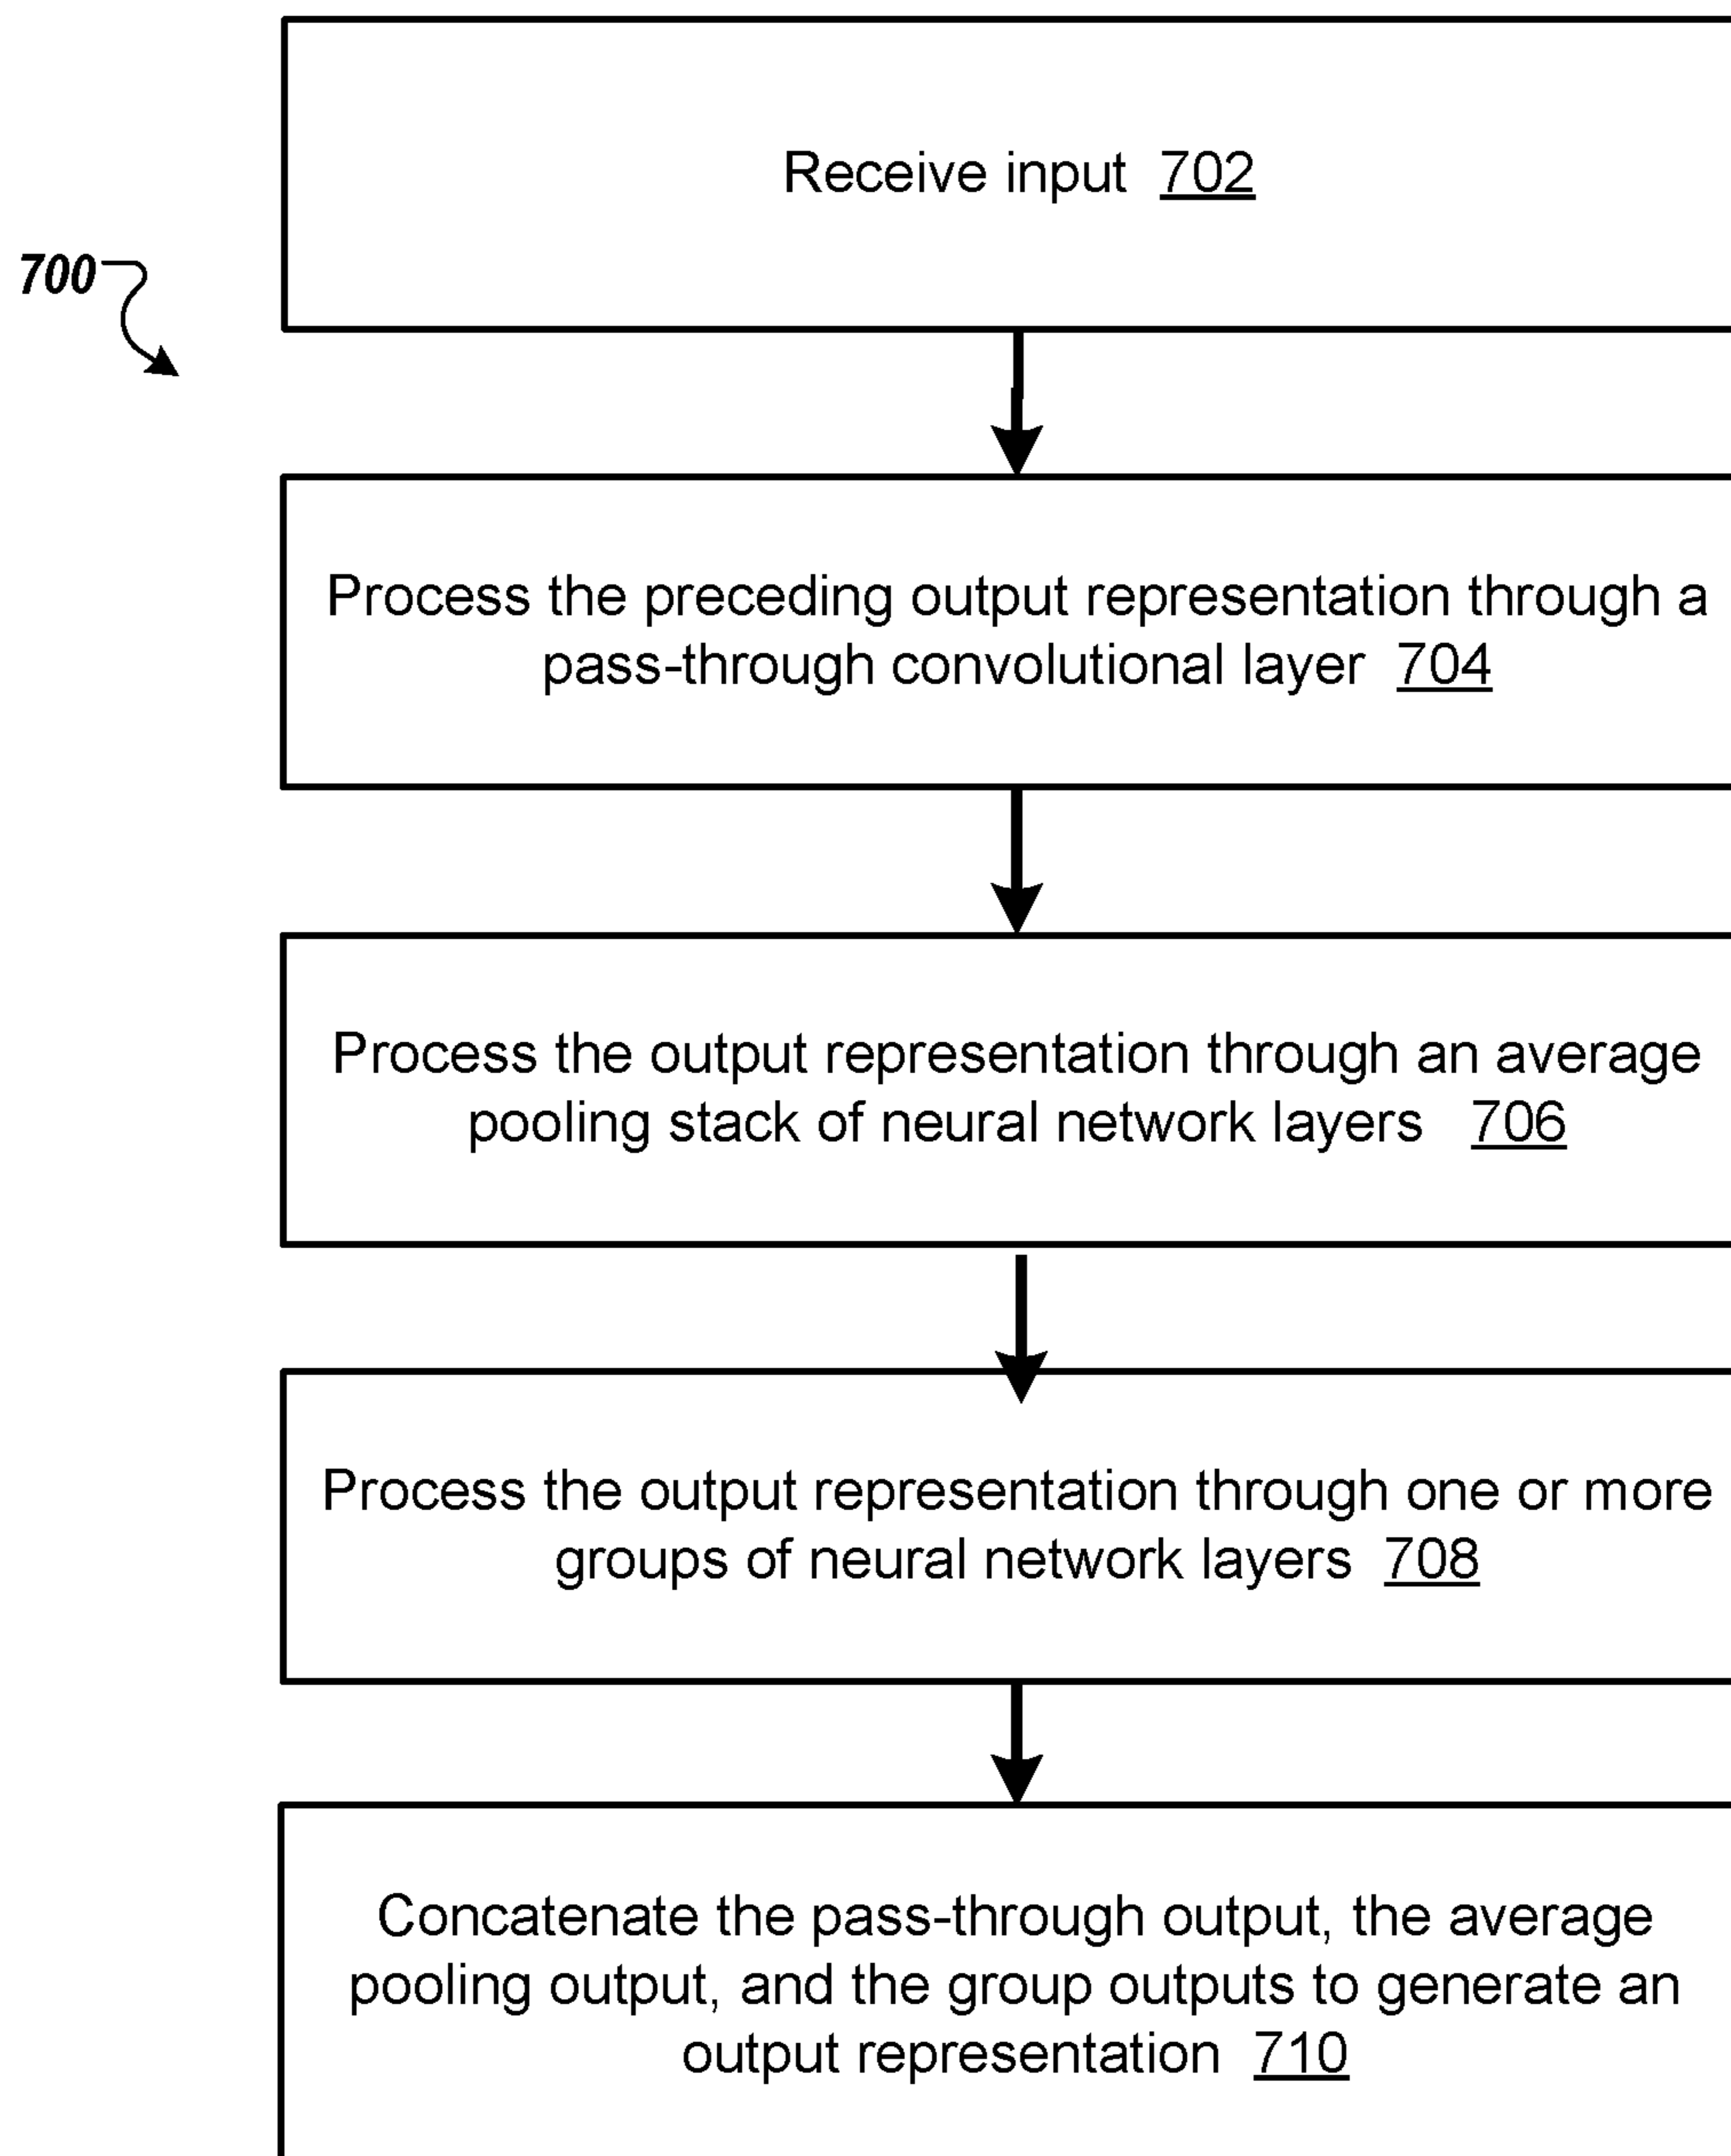 Receive input 702
700
Process the preceding output representation through a
pass-through convolutional layer 704
Process the output representation through an average
pooling stack of neural network layers 706
Process the output representation through one or more
groups of neural network layers 708
Concatenate the pass-through output, the average
pooling output, and the group outputs to generate an
output representation 710